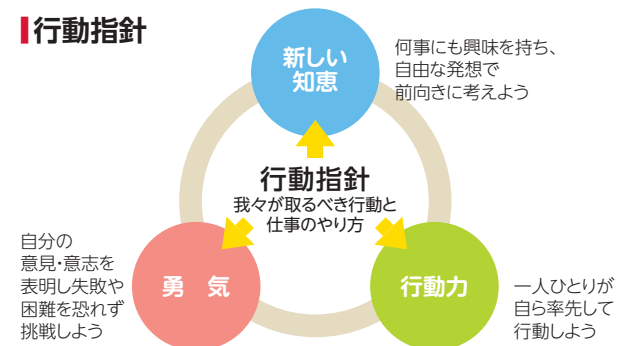 行動指針
新しい
知恵
何事にも興味を持ち、
自由な発想で
前向きに考えよう
行動指針
我々が取るべき行動と
仕事のやり方
自分の
意見・意志を
表明し失敗や
困難を恐れず
挑戦しよう
勇　気
行動力
一人ひとりが
自ら率先して
行動しよう